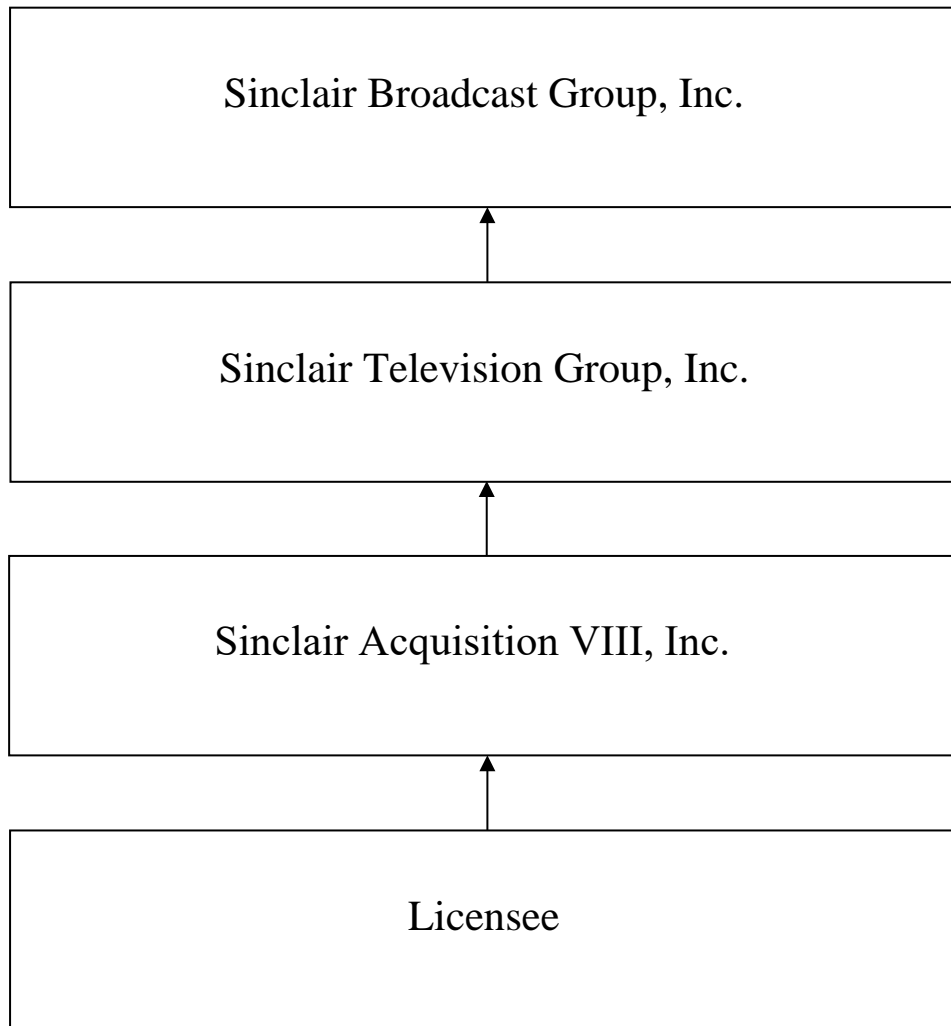 Sinclair Broadcast Group, Inc.
Sinclair Television Group, Inc.
Sinclair Acquisition VIII, Inc.
Licensee